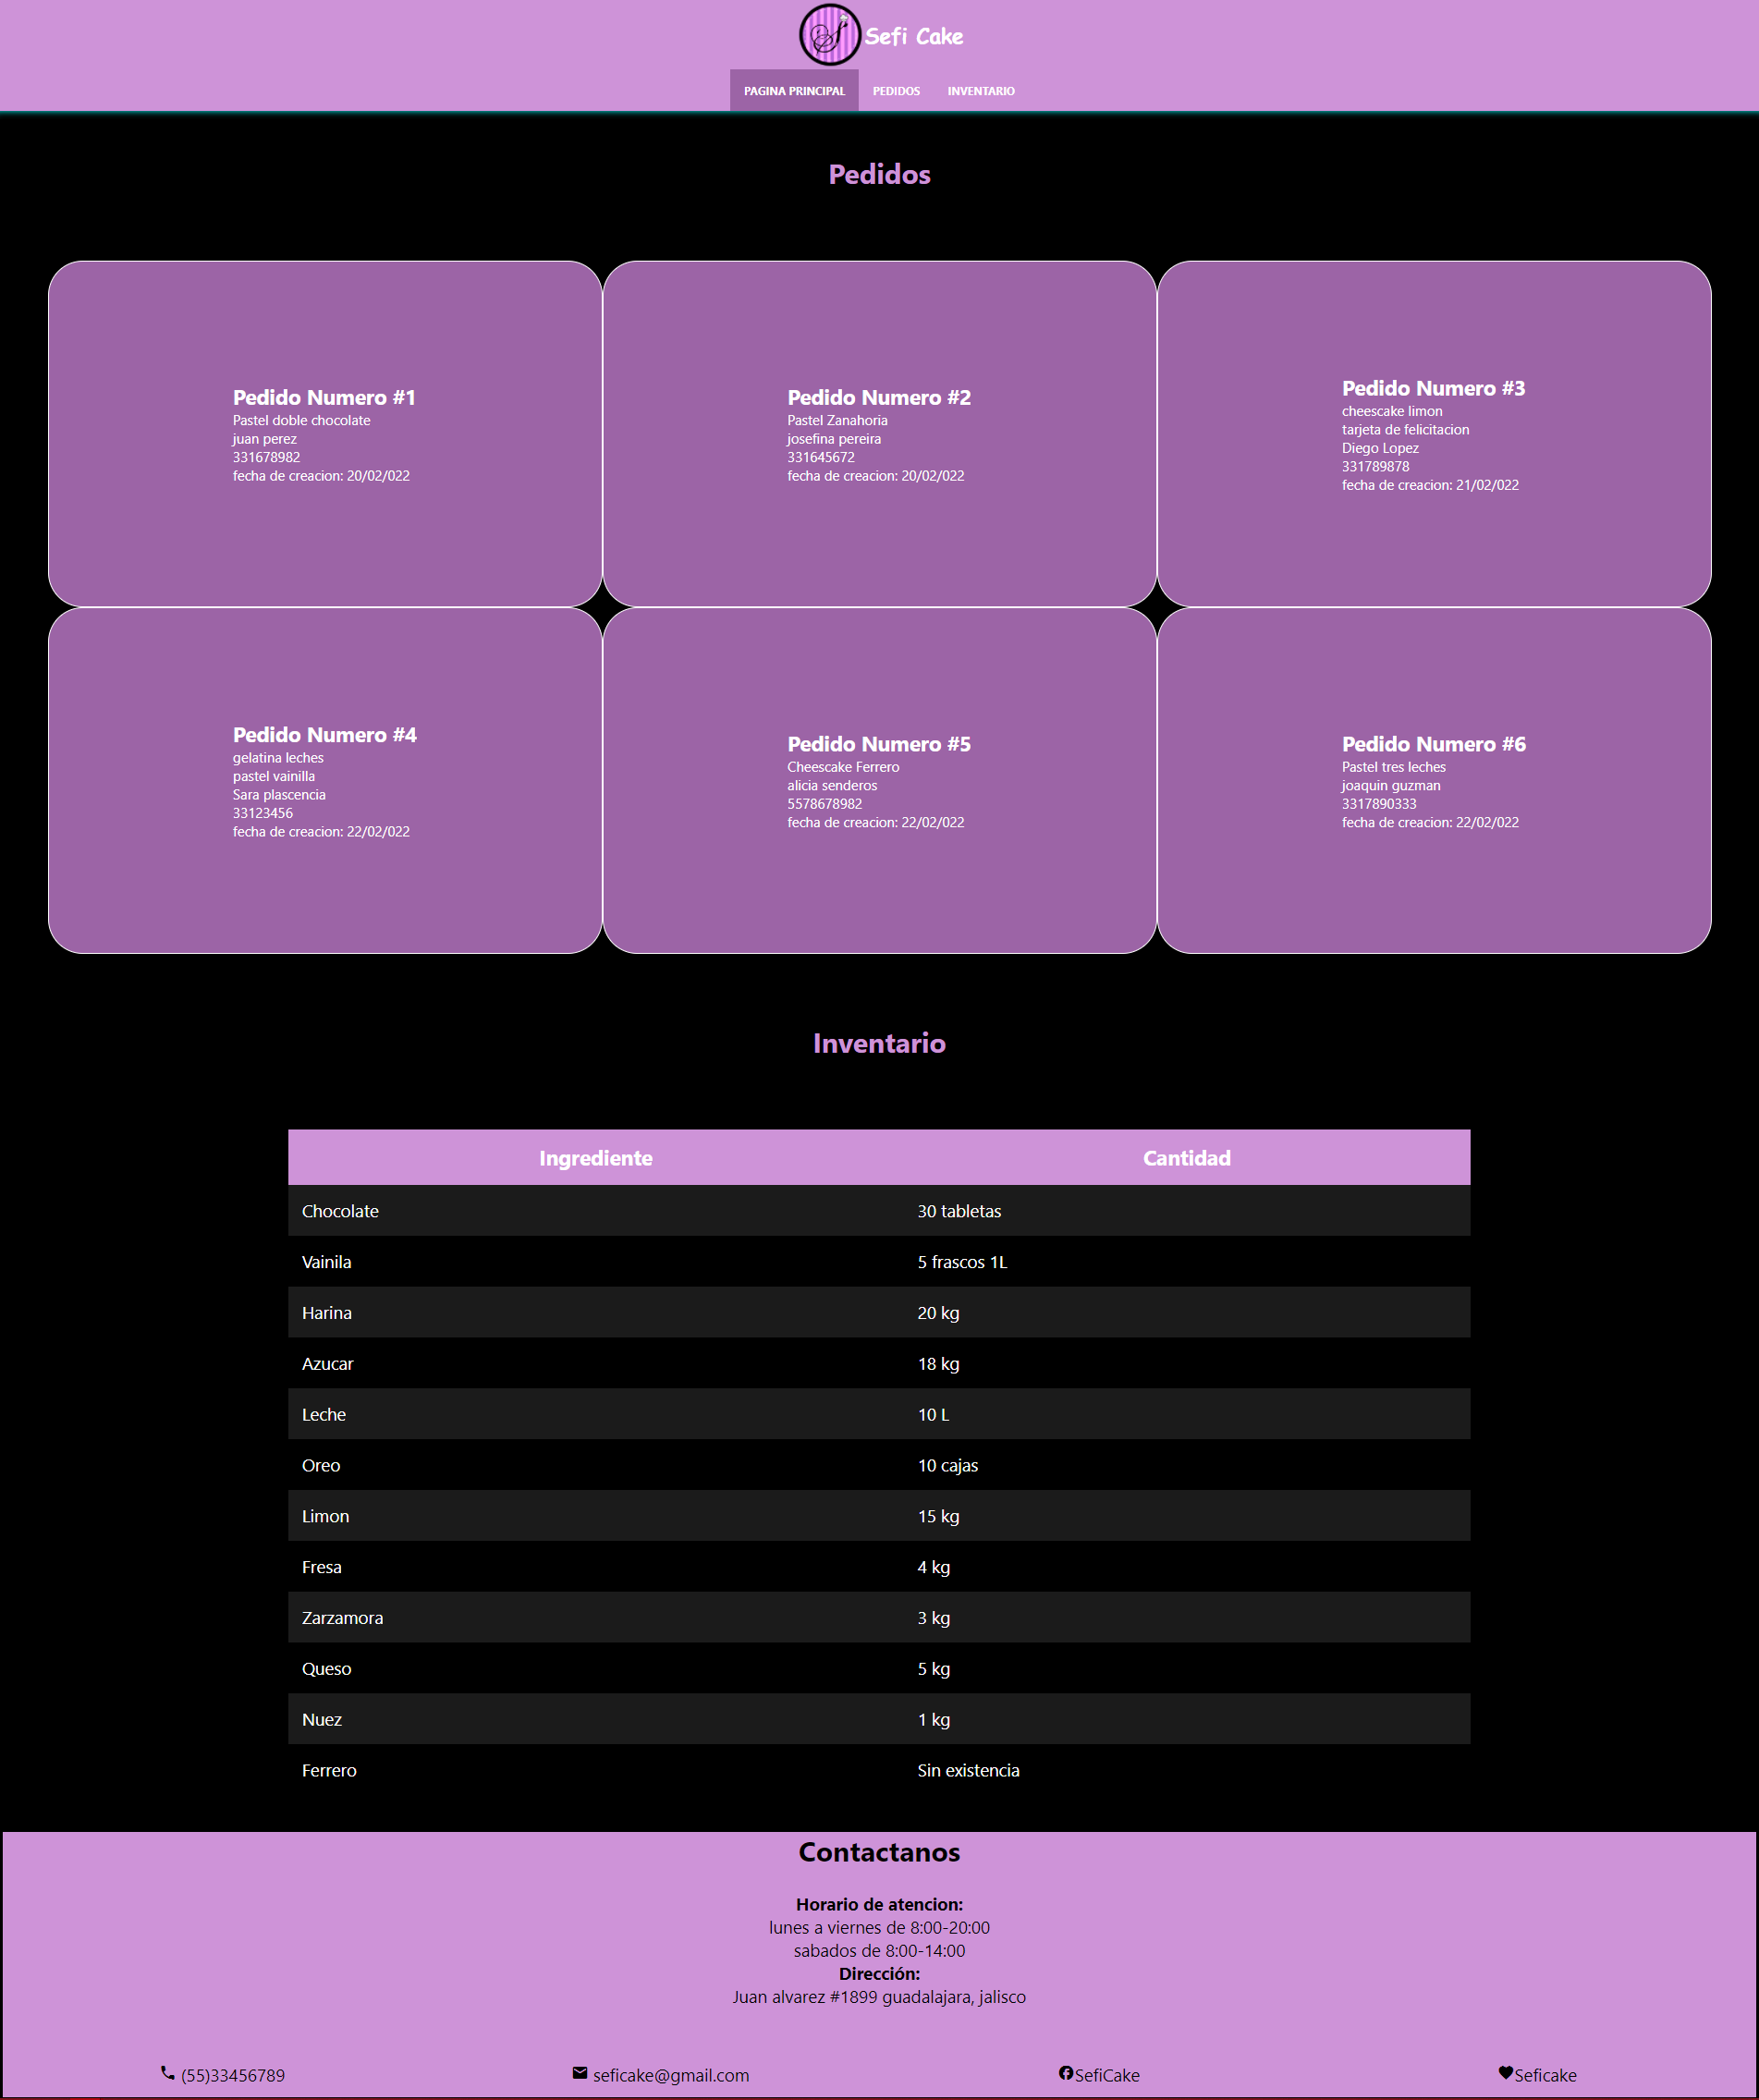 Sefi Cake
PAGINA PRINCIPAL PEDIDOS INVENTARIO
Pedidos
Pedido Numero #1
Pastel doble chocolate
juan perez
331678982
fecha de creacion: 20/02/022
Pedido Numero #2
Pastel Zanahoria
josefina pereira
331645672
fecha de creacion: 20/02/022
Pedido Numero #3
cheescake limon
tarjeta de felicitacion
Diego Lopez
331789878
fecha de creacion: 21/02/022
Pedido Numero #4
gelatina leches
pastel vainilla
Sara plascencia
33123456
fecha de creacion: 22/02/022
Pedido Numero #5
Cheescake Ferrero
alicia senderos
5578678982
fecha de creacion: 22/02/022
Pedido Numero #6
Pastel tres leches
joaquin guzman
3317890333
fecha de creacion: 22/02/022
Inventario
Ingrediente Cantidad
Chocolate 30 tabletas
Vainila 5 frascos 1L
Harina 20 kg
Azucar 18 kg
Leche 10 L
Oreo 10 cajas
Limon 15 kg
Fresa 4 kg
Zarzamora 3 kg
Queso 5 kg
Nuez 1 kg
Ferrero Sin existencia
Contactanos
Horario de atencion:
lunes a viernes de 8:00-20:00
sabados de 8:00-14:00
Dirección:
Juan alvarez #1899 guadalajara, jalisco
(55)33456789 seficake@gmail.com SefiCake Seficake